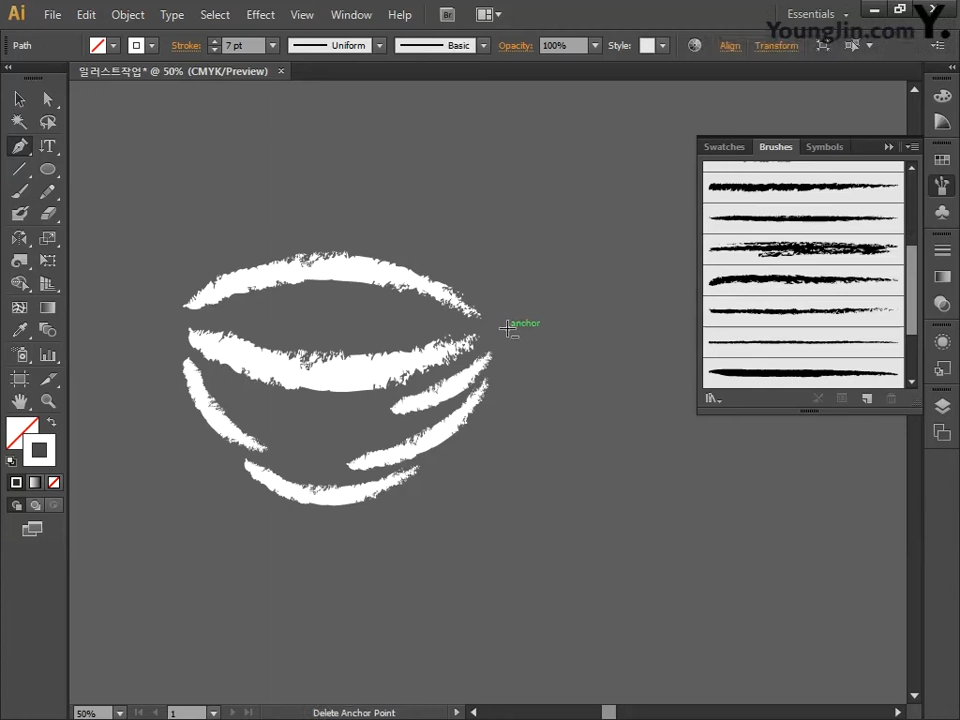 Ai File Edit Object Type Select Effect View Window Help Br Essentials
YoungJin.com Y.
Path Stroke: 7 pt Uniform Basic Opacity: 100% Style: Align Transform
일러스트작업* @ 50% (CMYK/Preview) ×
Swatches Brushes Symbols
anchor
50% 1 Delete Anchor Point